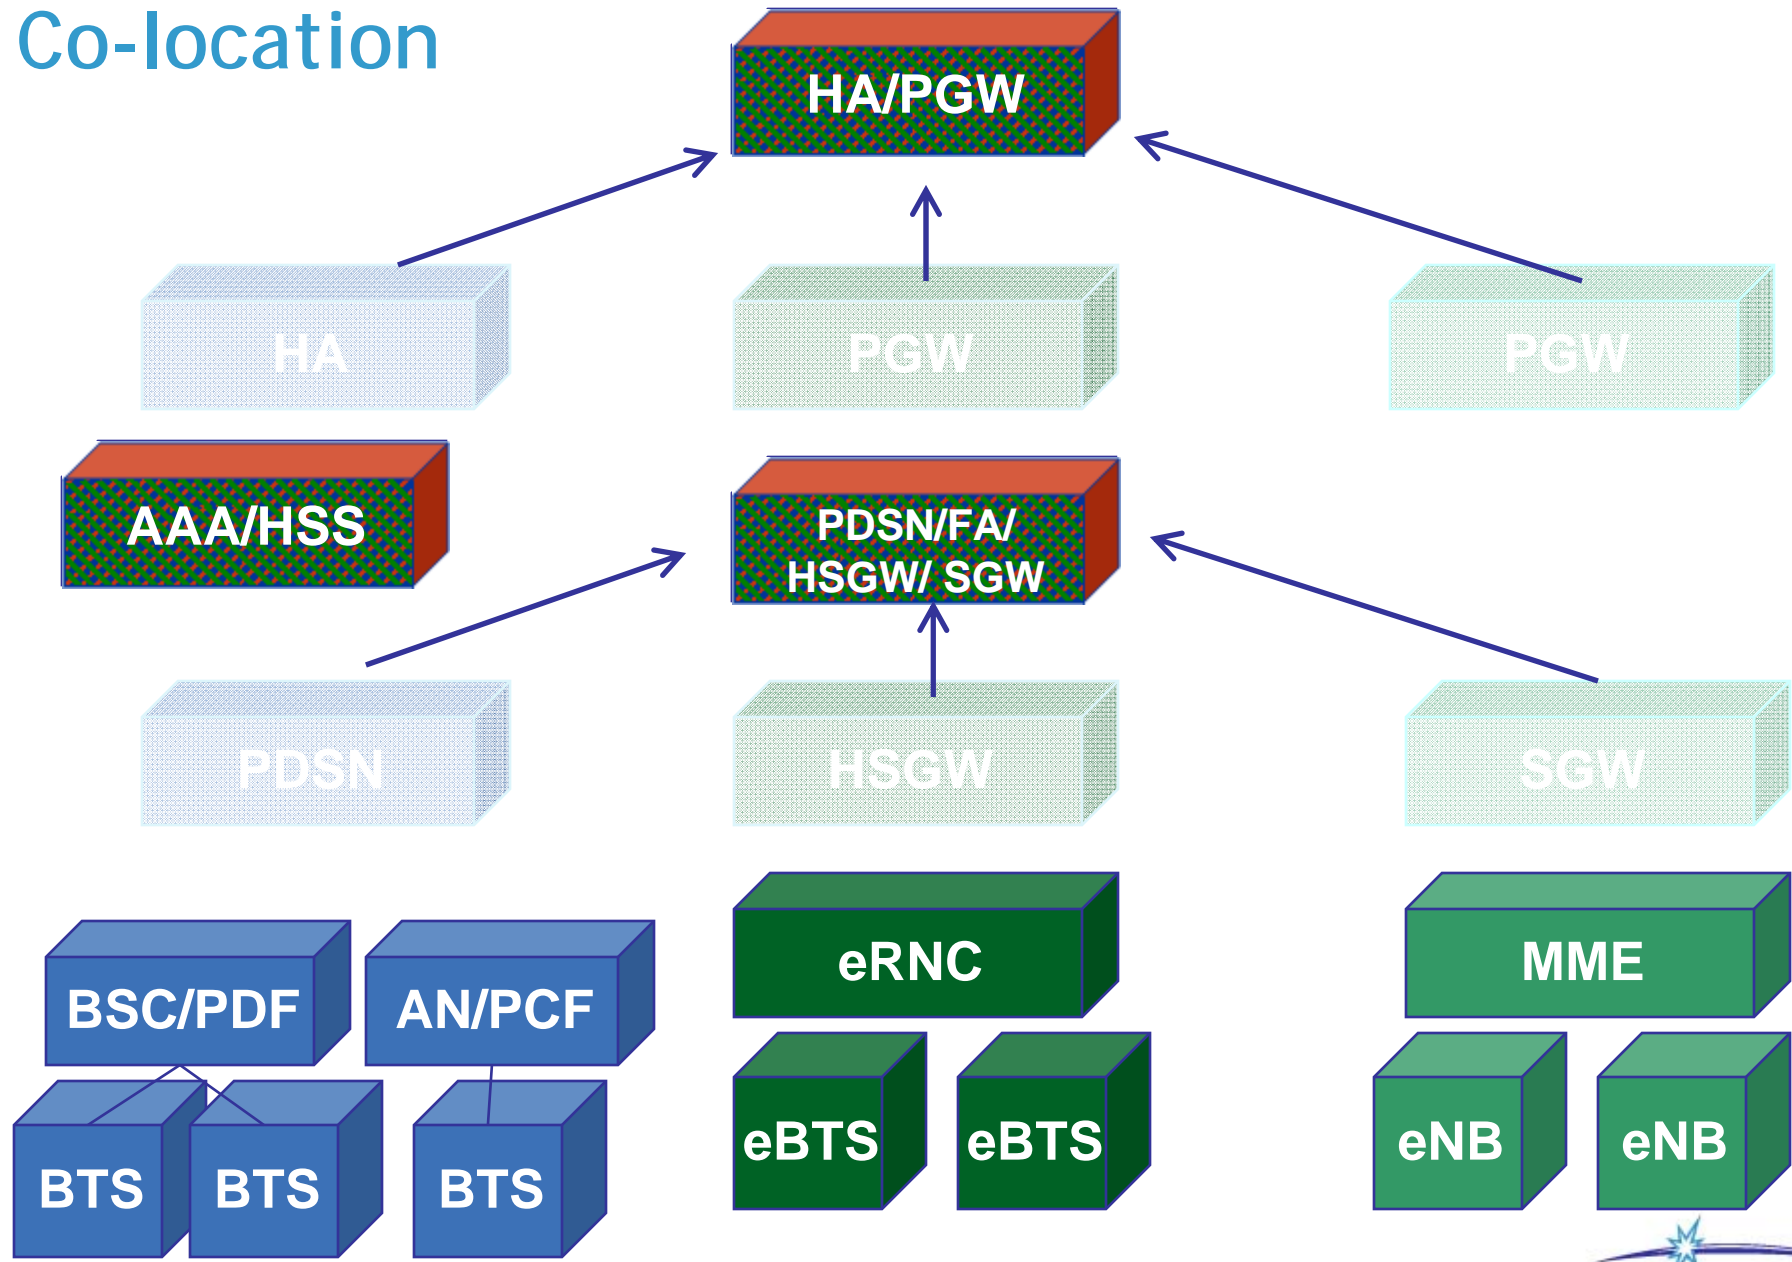 Co-location
HA/PGW
HA
PGW
PGW
AAA/HSS
PDSN/FA/
HSGW/ SGW
PDSN
HSGW
SGW
eRNC
MME
BSC/PDF
AN/PCF
eBTS
eBTS
eNB
eNB
BTS
BTS
BTS